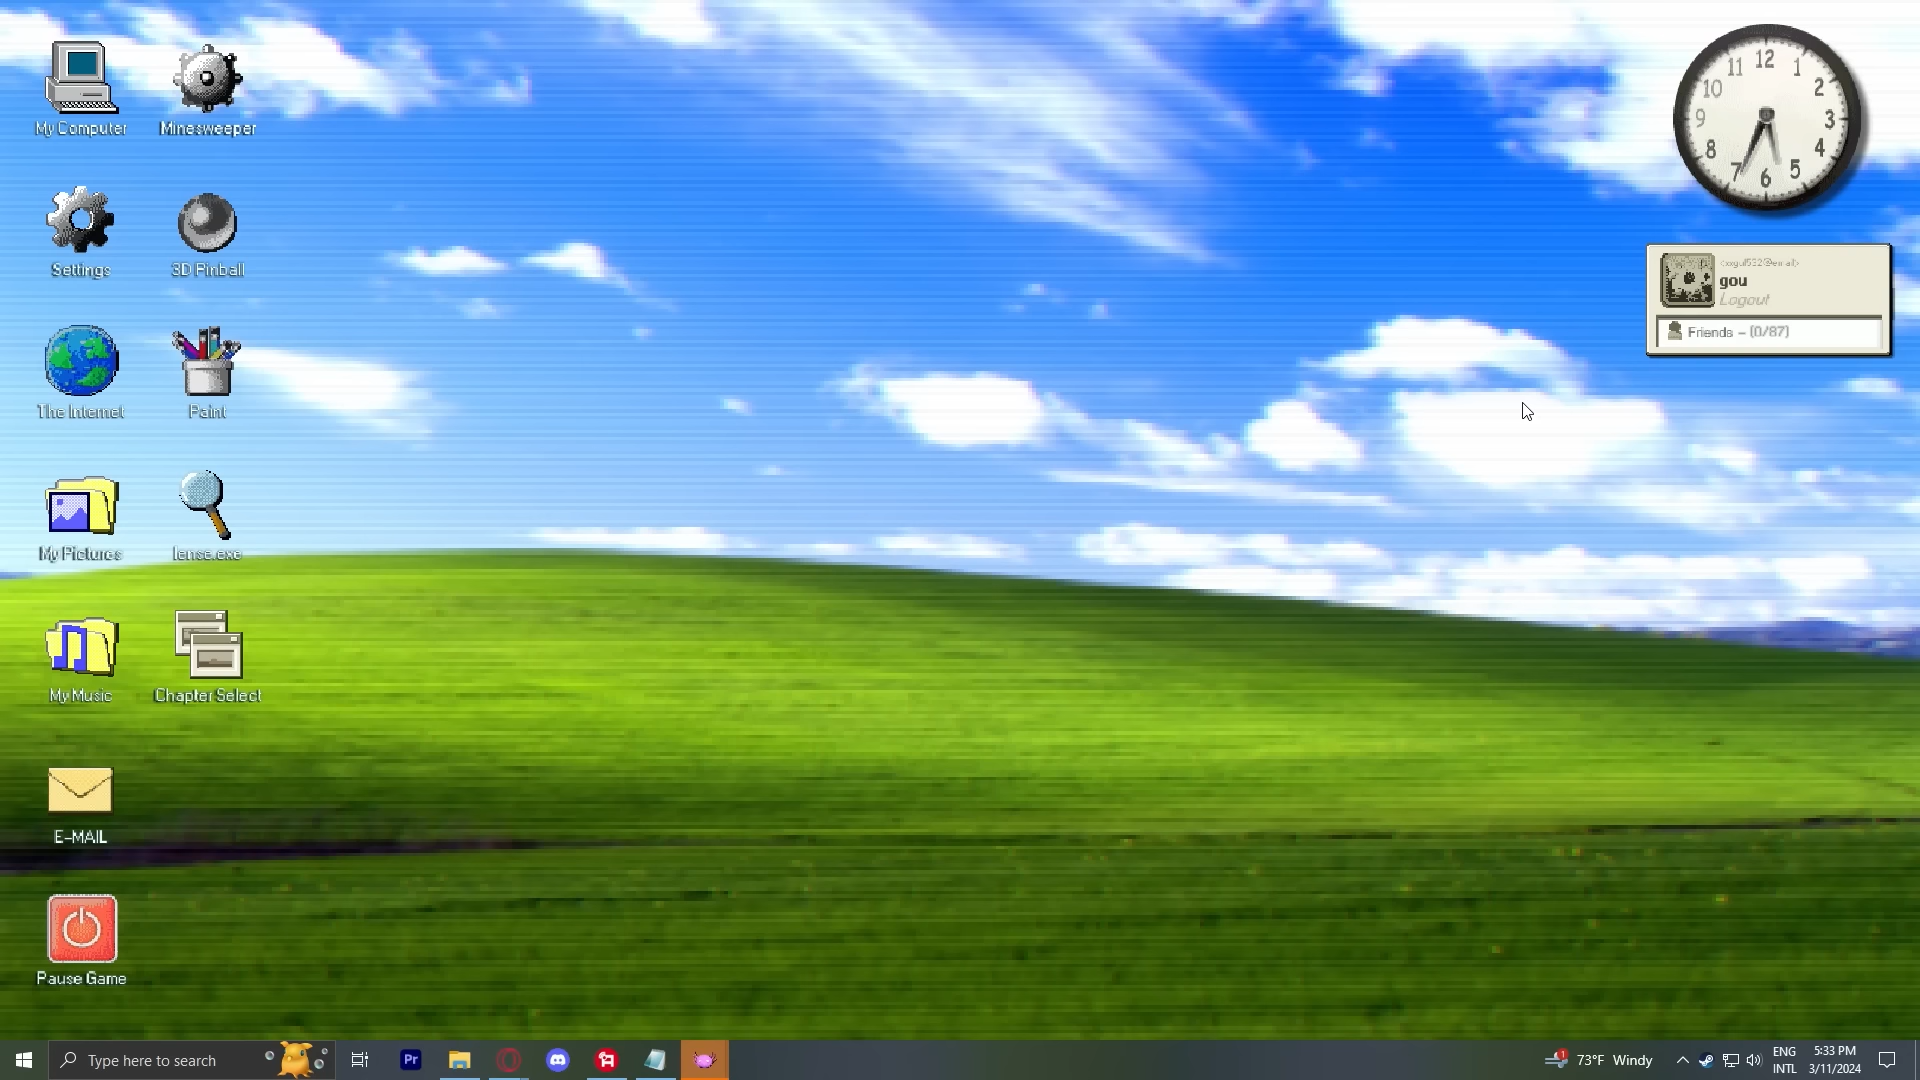 My Computer
Minesweeper
Settings
3D Pinball
The Internet
Paint
My Pictures
lense.exe
My Music
Chapter Select
E-MAIL
Pause Game
12
1
2
3
4
5
6
7
8
9
10
11
gou
Logout
Friends - (0/87)
Type here to search
Pr
1
73°F Windy
ENG
INTL
5:33 PM
3/11/2024